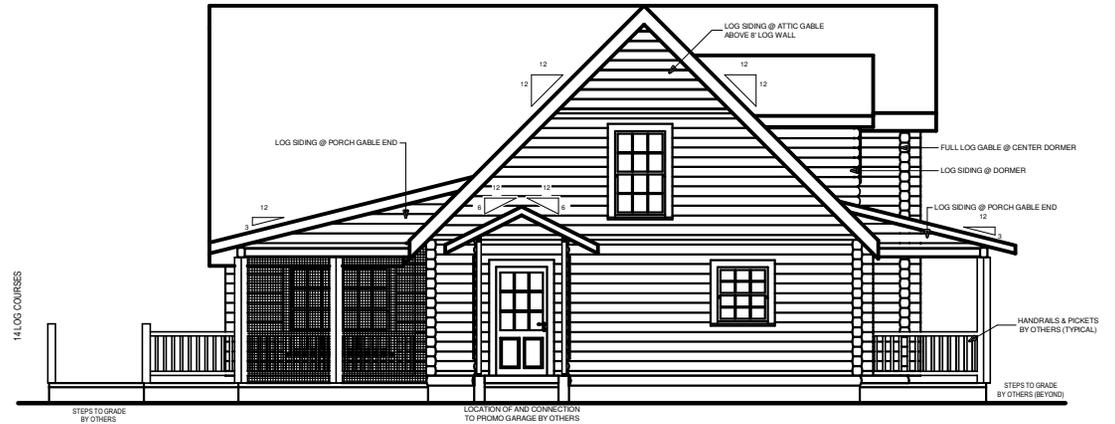 LOG SIDING @ ATTIC GABLE
ABOVE 8' LOG WALL
12
12
12
12
LOG SIDING @ PORCH GABLE END
FULL LOG GABLE @ CENTER DORMER
LOG SIDING @ DORMER
12
12
6
6
12
3
LOG SIDING @ PORCH GABLE END
12
3
14 LOG COURSES
HANDRAILS & PICKETS
BY OTHERS (TYPICAL)
STEPS TO GRADE
BY OTHERS (BEYOND)
STEPS TO GRADE
BY OTHERS
LOCATION OF AND CONNECTION
TO PROMO GARAGE BY OTHERS